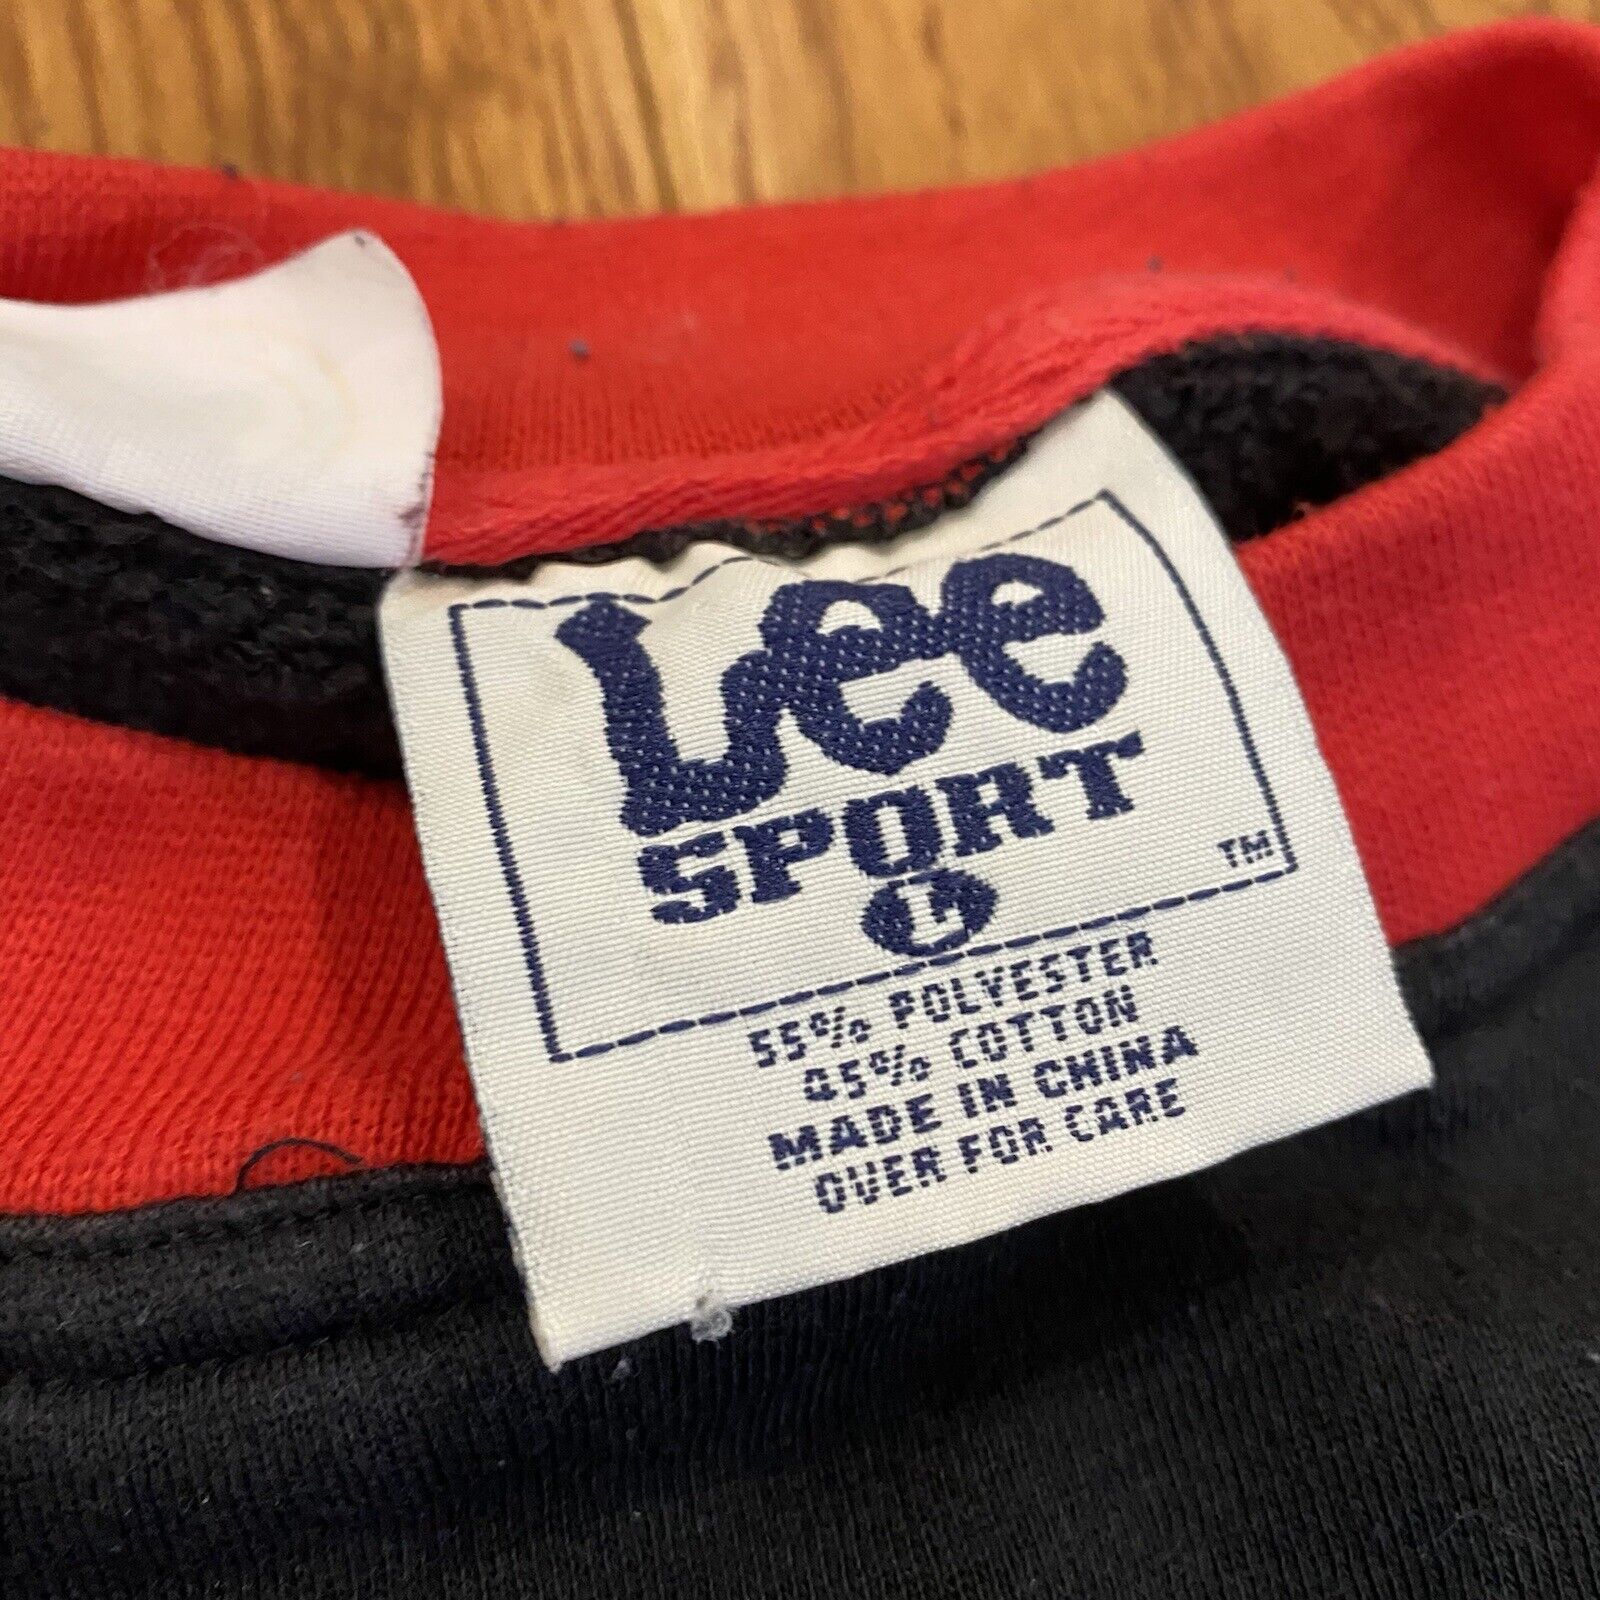 Lee
SPORT
TM
L
55% POLYESTER
45% COTTON
MADE IN CHINA
OVER FOR CARE